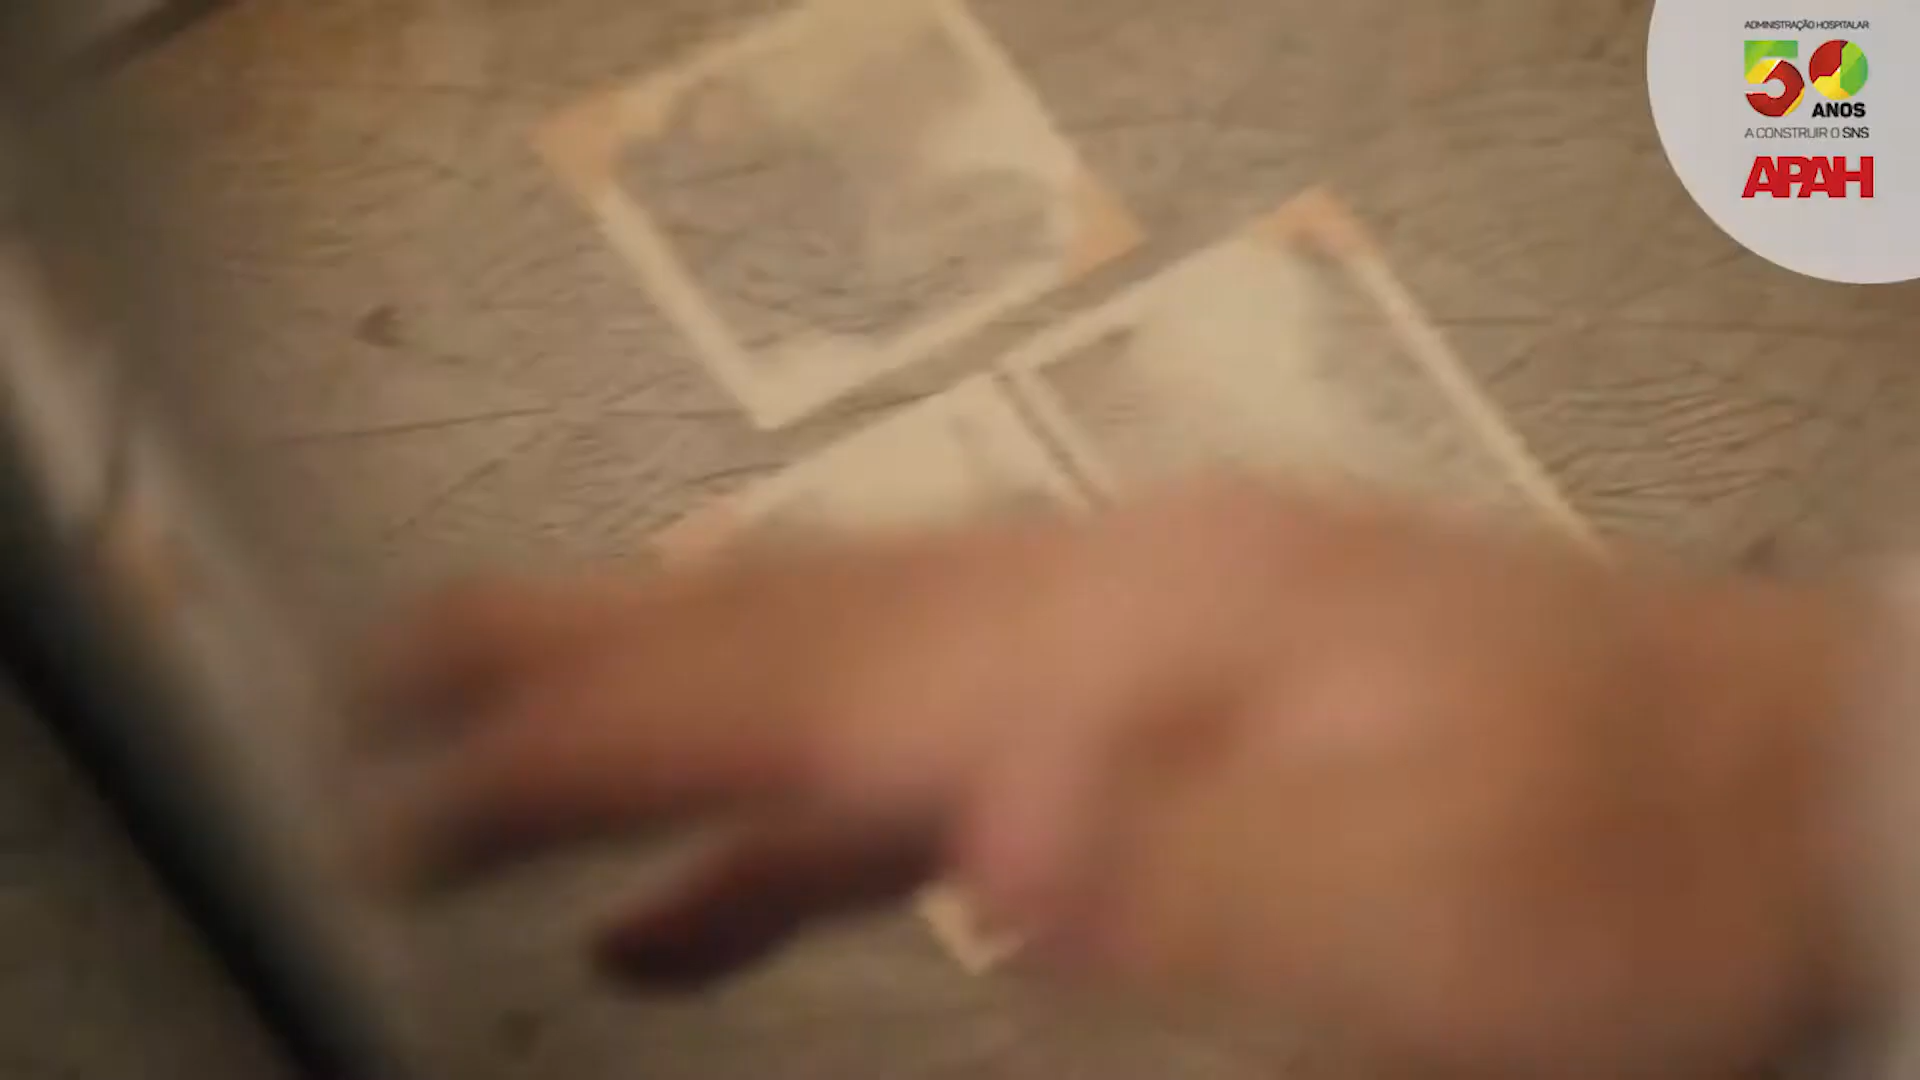 ADMINISTRAÇÃO HOSPITALAR
50
ANOS
A CONSTRUIR O SNS
APAH